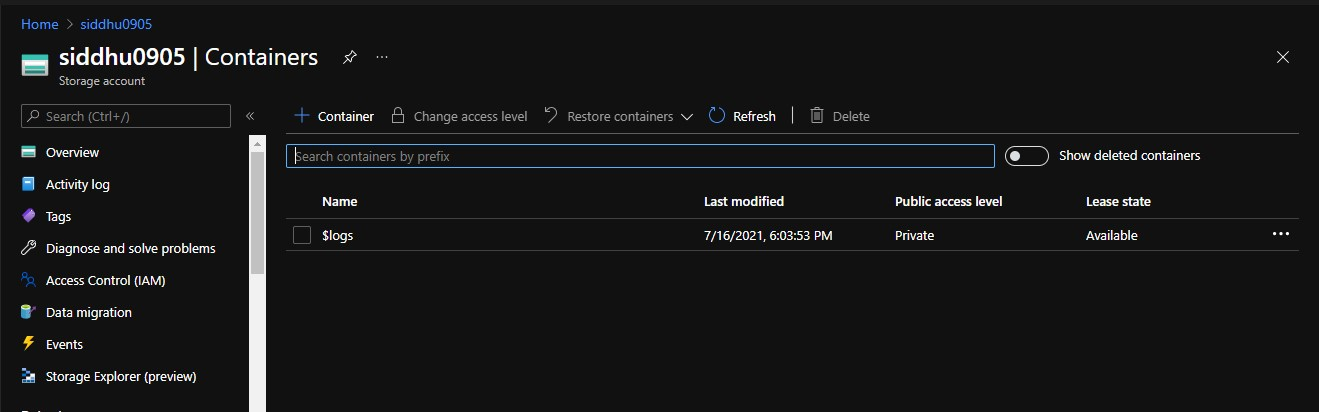 Home > siddhu0905
siddhu0905 | Containers
Storage account
Search (Ctrl+/)
Overview
Activity log
Tags
Diagnose and solve problems
Access Control (IAM)
Data migration
Events
Storage Explorer (preview)
Container Change access level Restore containers Refresh | Delete
Search containers by prefix
Show deleted containers
Name Last modified Public access level Lease state
$logs 7/16/2021, 6:03:53 PM Private Available